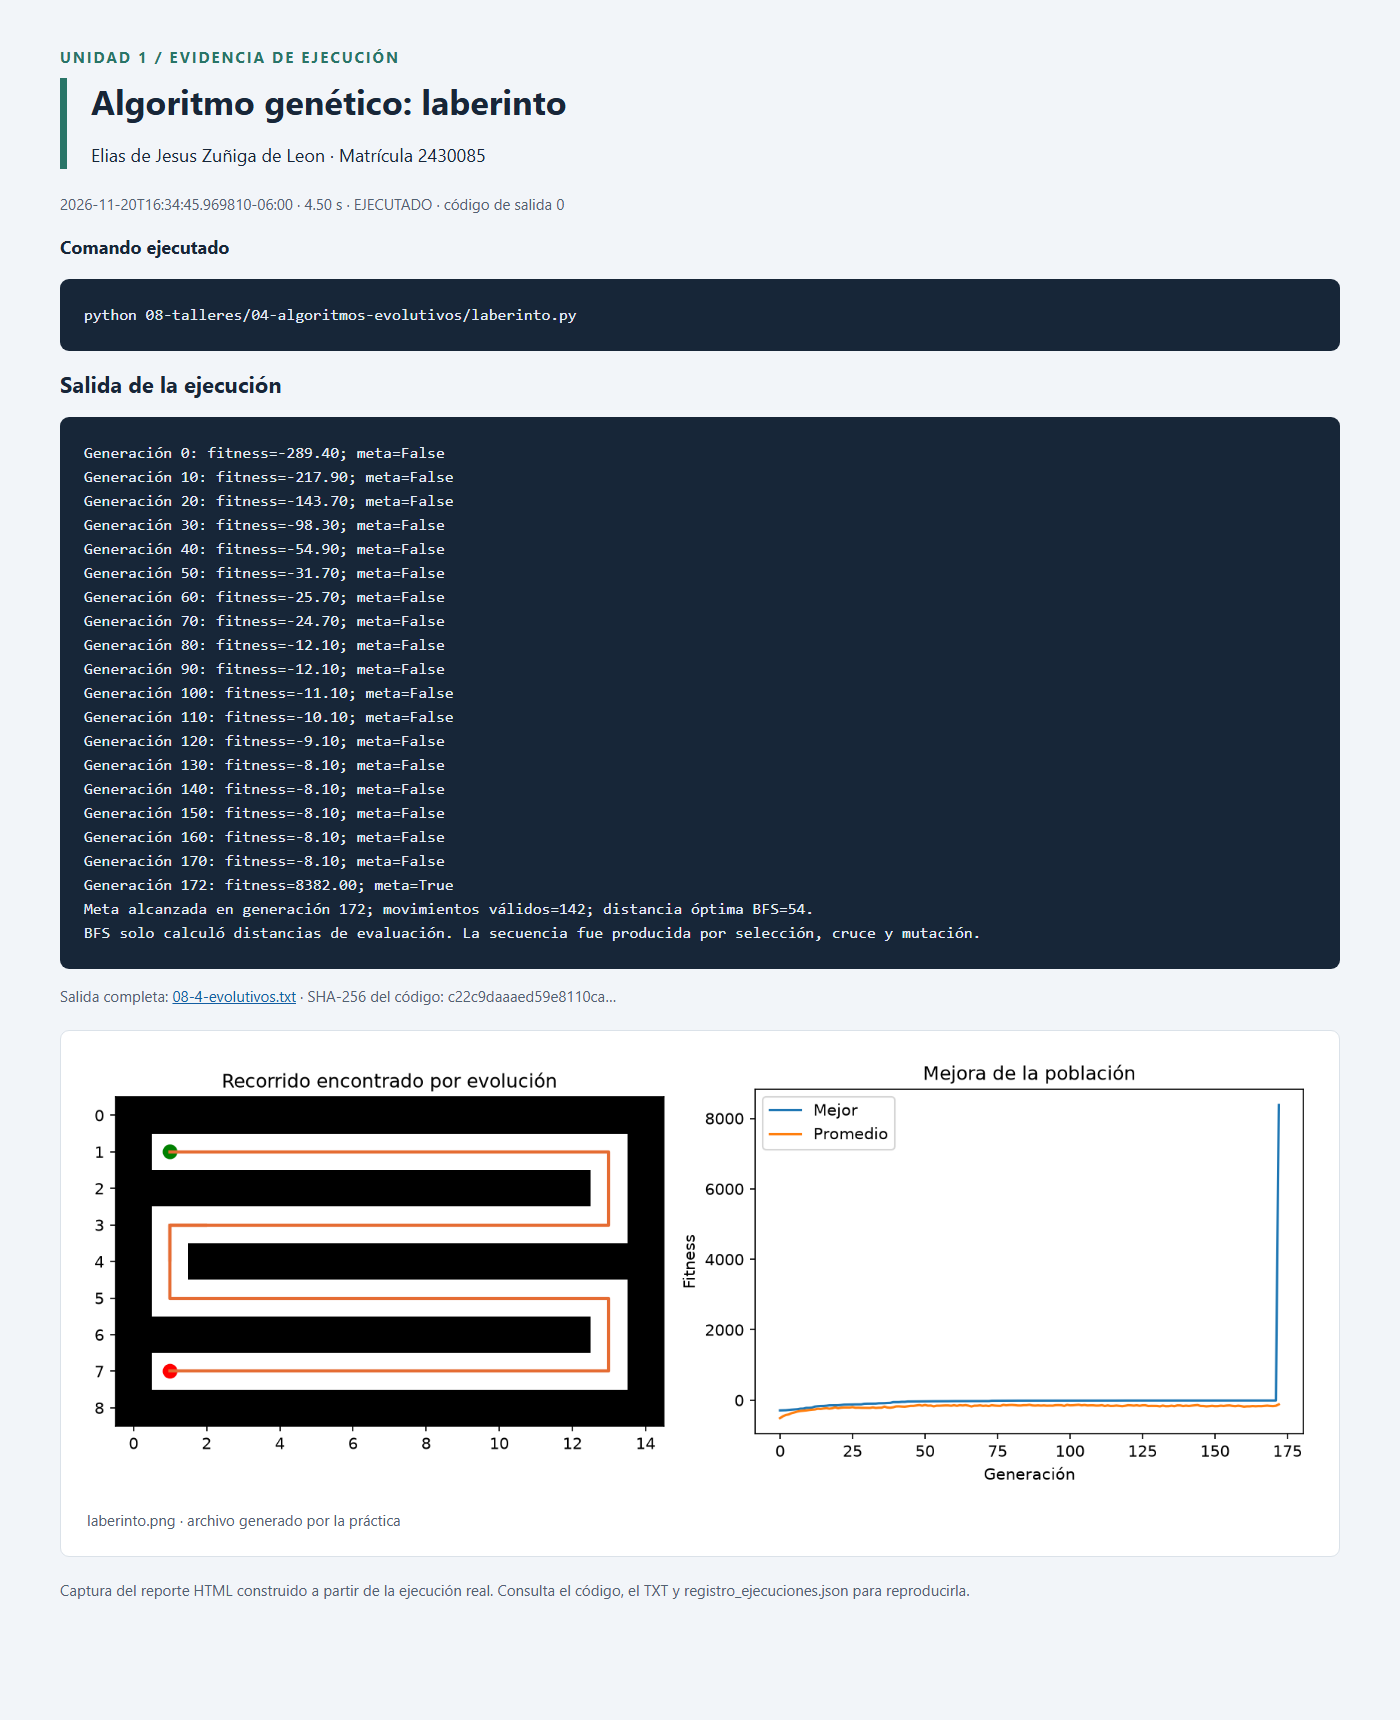 UNIDAD 1 / EVIDENCIA DE EJECUCIÓN
Algoritmo genético: laberinto
Elias de Jesus Zuñiga de Leon · Matrícula 2430085
2026-11-20T16:34:45.969810-06:00 · 4.50 s · EJECUTADO · código de salida 0
Comando ejecutado
python 08-talleres/04-algoritmos-evolutivos/laberinto.py
Salida de la ejecución
Generación 0: fitness=-289.40; meta=False
Generación 10: fitness=-217.90; meta=False
Generación 20: fitness=-143.70; meta=False
Generación 30: fitness=-98.30; meta=False
Generación 40: fitness=-54.90; meta=False
Generación 50: fitness=-31.70; meta=False
Generación 60: fitness=-25.70; meta=False
Generación 70: fitness=-24.70; meta=False
Generación 80: fitness=-12.10; meta=False
Generación 90: fitness=-12.10; meta=False
Generación 100: fitness=-11.10; meta=False
Generación 110: fitness=-10.10; meta=False
Generación 120: fitness=-9.10; meta=False
Generación 130: fitness=-8.10; meta=False
Generación 140: fitness=-8.10; meta=False
Generación 150: fitness=-8.10; meta=False
Generación 160: fitness=-8.10; meta=False
Generación 170: fitness=-8.10; meta=False
Generación 172: fitness=8382.00; meta=True
Meta alcanzada en generación 172; movimientos válidos=142; distancia óptima BFS=54.
BFS solo calculó distancias de evaluación. La secuencia fue producida por selección, cruce y mutación.
Salida completa: 08-4-evolutivos.txt · SHA-256 del código: c22c9daaaed59e8110ca…
Recorrido encontrado por evolución
0
1
2
3
4
5
6
7
8
0 2 4 6 8 10 12 14
Mejora de la población
Mejor
Promedio
8000
6000
4000
2000
0
Fitness
0 25 50 75 100 125 150 175
Generación
laberinto.png · archivo generado por la práctica
Captura del reporte HTML construido a partir de la ejecución real. Consulta el código, el TXT y registro_ejecuciones.json para reproducirla.